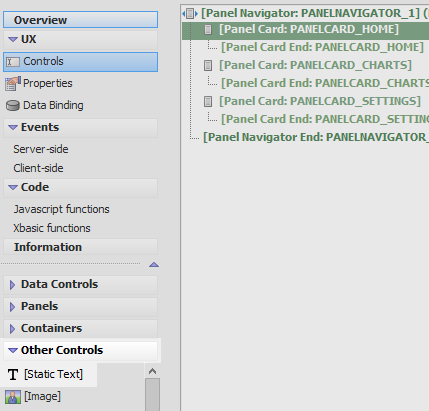 Overview
UX
Controls
Properties
Data Binding
Events
Server-side
Client-side
Code
Javascript functions
Xbasic functions
Information
Data Controls
Panels
Containers
Other Controls
[Static Text]
[Image]
[Panel Navigator: PANELNAVIGATOR_1] (
[Panel Card: PANELCARD_HOME]
[Panel Card End: PANELCARD_HOME]
[Panel Card: PANELCARD_CHARTS]
[Panel Card End: PANELCARD_CHARTS
[Panel Card: PANELCARD_SETTINGS]
[Panel Card End: PANELCARD_SETTING
[Panel Navigator End: PANELNAVIGATOR_